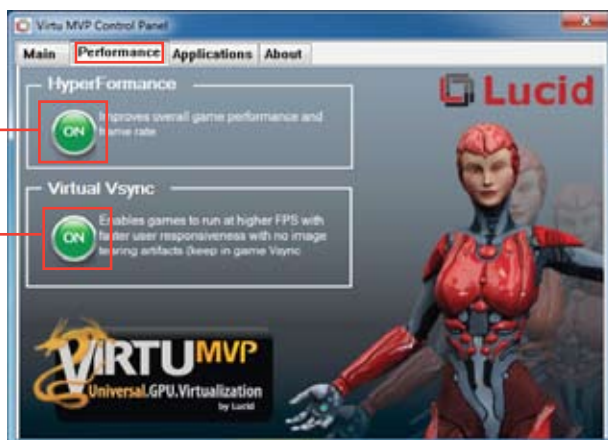 Virtu MVP Control Panel
Main Performance Applications About
HyperFormance
ON
Improves overall game performance and
frame rate
Virtual Vsync
ON
Enables games to run at higher FPS with
faster user responsiveness with no image
tearing artifacts (keep in game Vsync
Lucid
VIRTU MVP
Universal.GPU.Virtualization
by Lucid